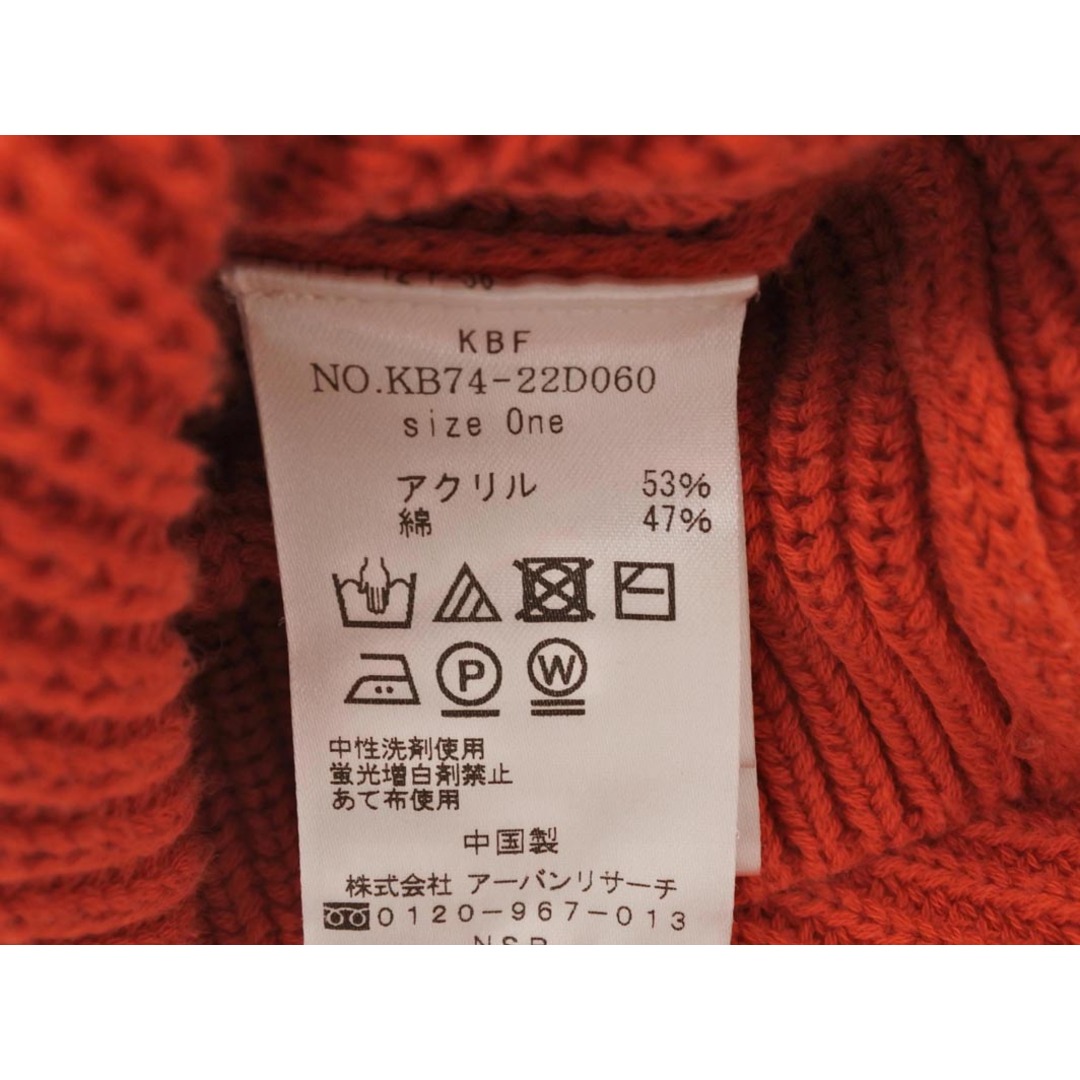 KBF
NO.KB74-22D060
size One
アクリル 53%
綿 47%
P W
中性洗剤使用
蛍光増白剤禁止
あて布使用
中国製
株式会社 アーバンリサーチ
0120-967-013